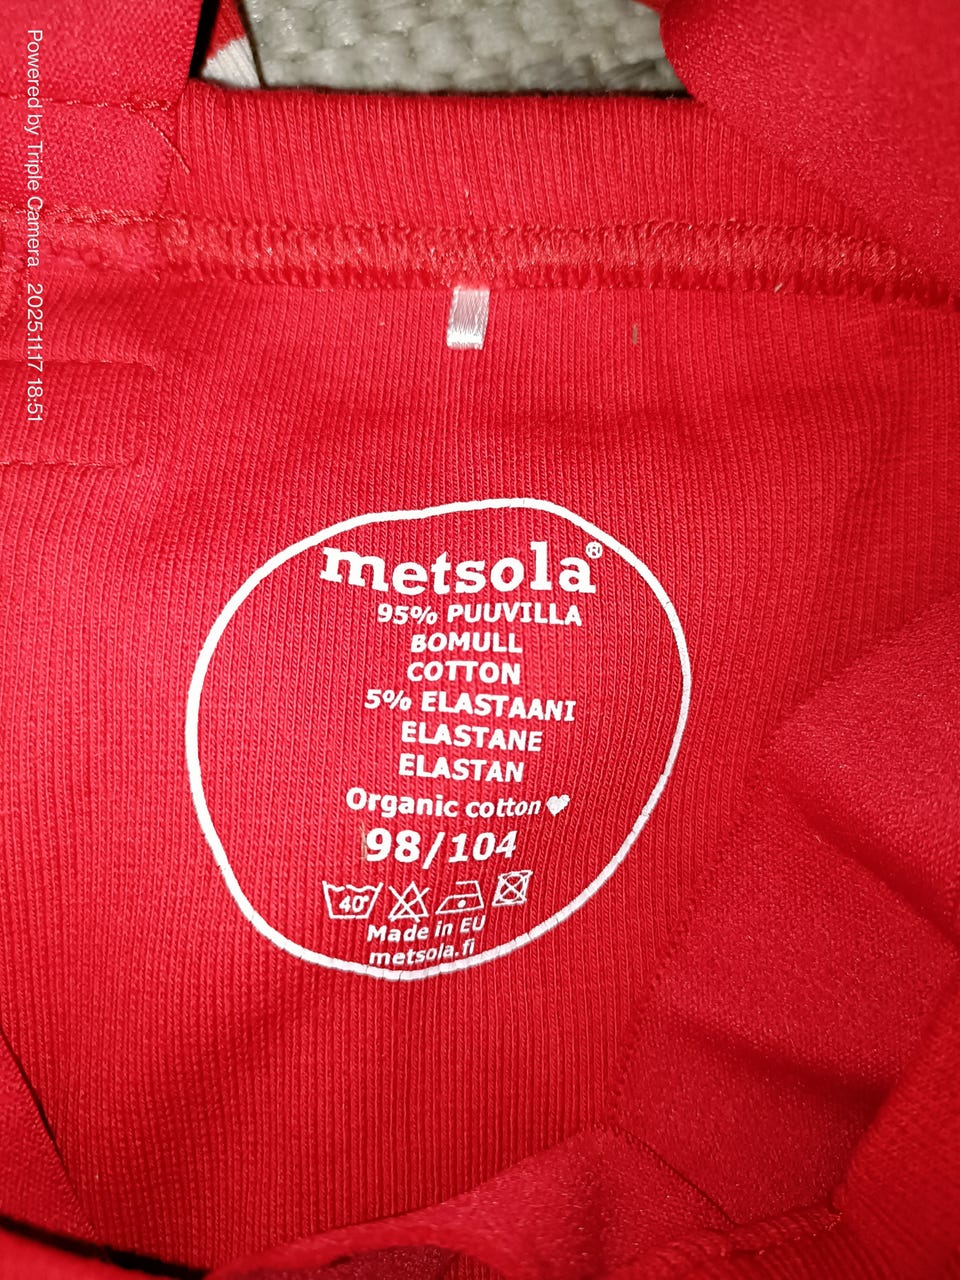 metsola®
95% PUUVILLA
BOMULL
COTTON
5% ELASTAANI
ELASTANE
ELASTAN
Organic cotton
98/104
40°
Made in EU
metsola.fi
Powered by Triple Camera 2025.11.17 18:51